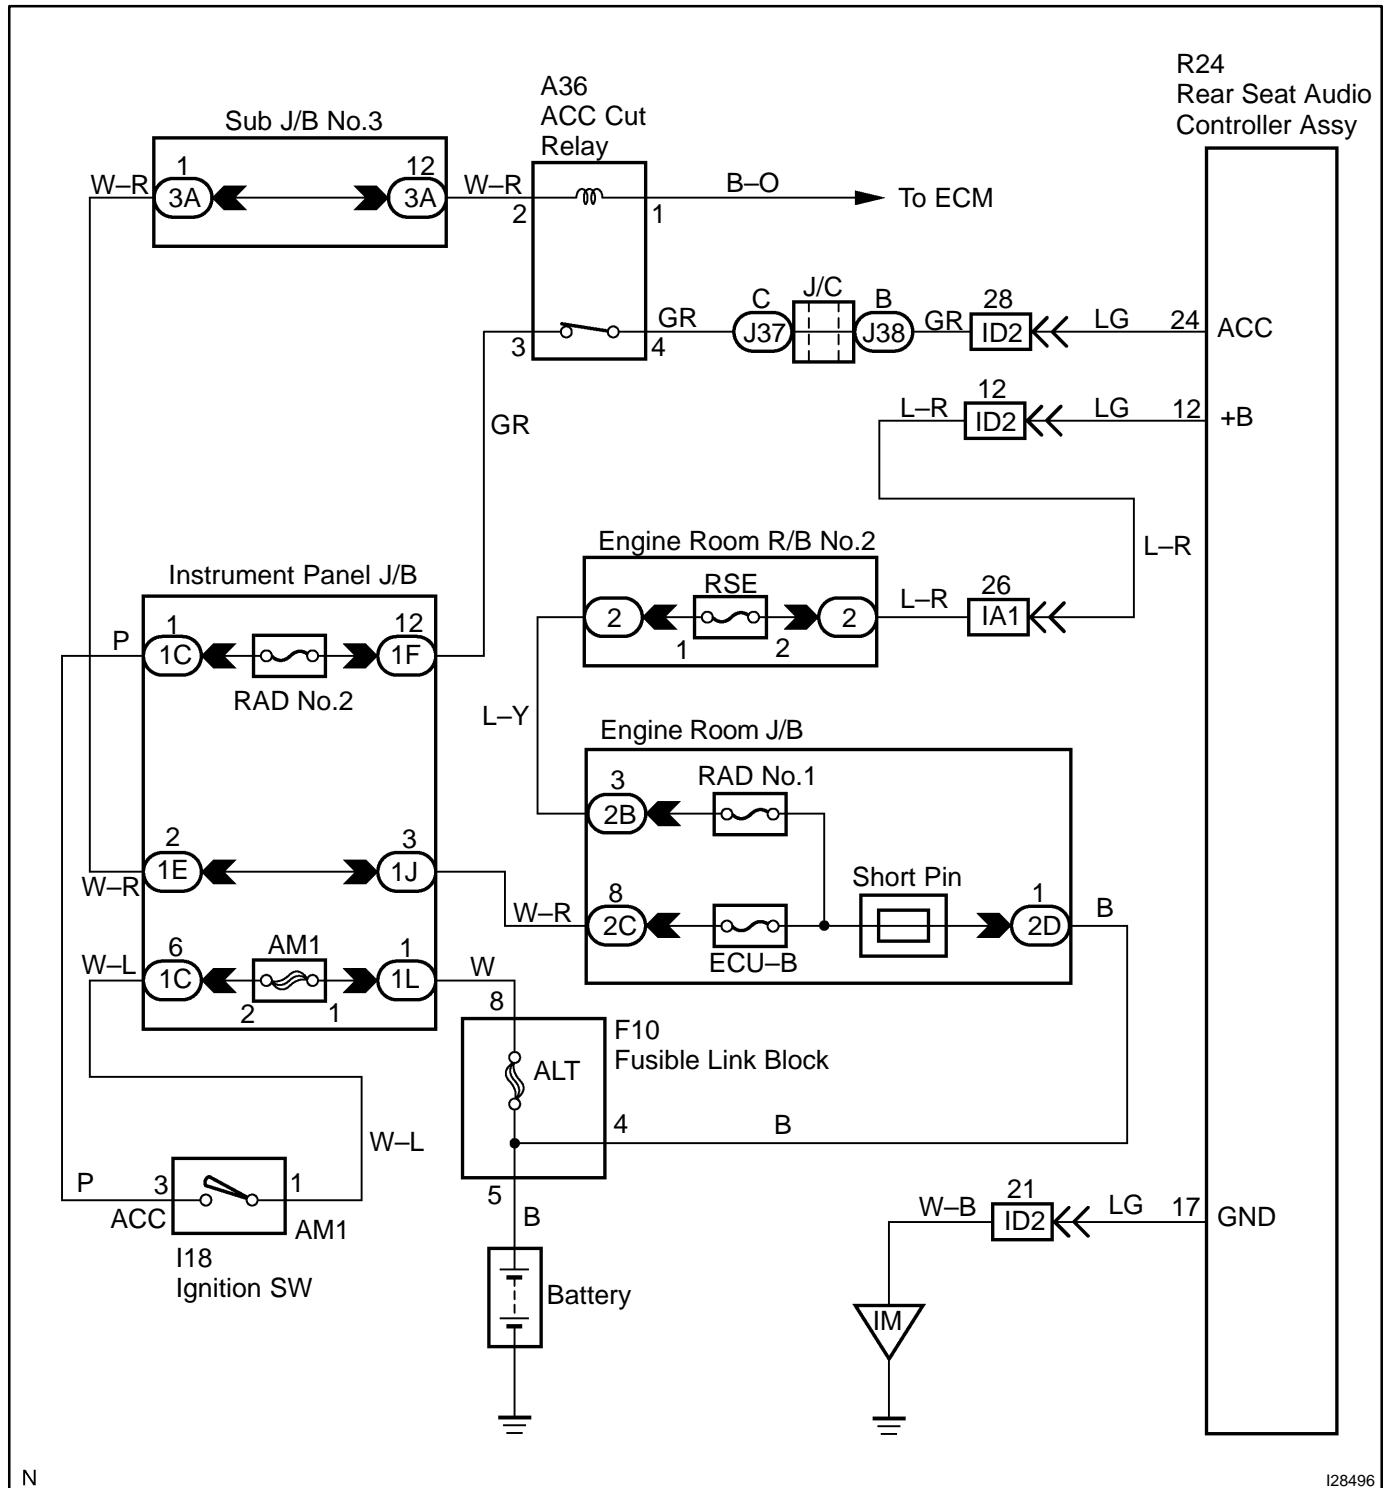 R24
Rear Seat Audio
Controller Assy
A36
ACC Cut
Relay
Sub J/B No.3
1
12
W–R
3A
3A
W–R
2
1
B–O
To ECM
3
4
GR
C
J37
J/C
B
J38
GR
28
ID2
LG
24
ACC
L–R
12
ID2
LG
12
+B
GR
L–R
Engine Room R/B No.2
RSE
2
1
2
2
L–R
26
IA1
Instrument Panel J/B
P
1
1C
12
1F
RAD No.2
L–Y
Engine Room J/B
3
2B
RAD No.1
2
1E
3
1J
W–R
W–R
8
2C
ECU–B
Short Pin
1
2D
B
W–L
6
1C
AM1
2
1
1
1L
W
8
F10
Fusible Link Block
ALT
4
B
W–L
5
B
P
3
ACC
1
AM1
I18
Ignition SW
Battery
W–B
21
ID2
LG
17
GND
IM
N
I28496